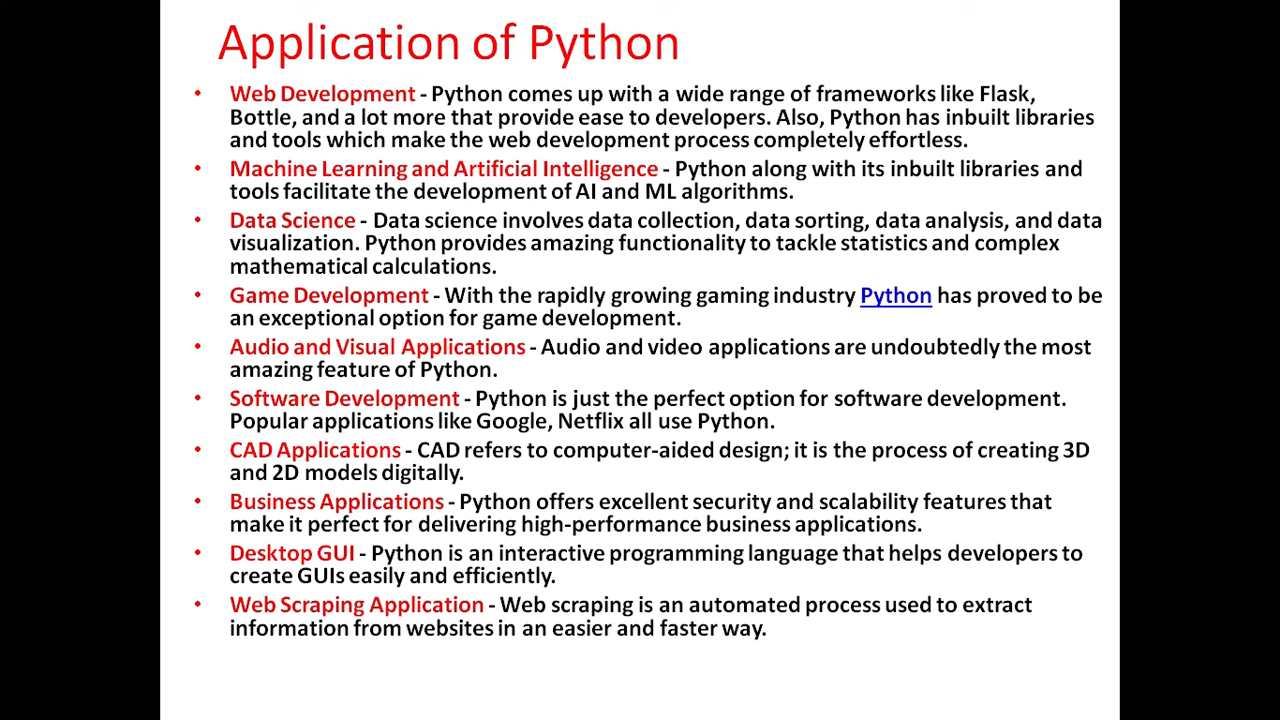 Application of Python
• Web Development - Python comes up with a wide range of frameworks like Flask,
Bottle, and a lot more that provide ease to developers. Also, Python has inbuilt libraries
and tools which make the web development process completely effortless.
• Machine Learning and Artificial Intelligence - Python along with its inbuilt libraries and
tools facilitate the development of AI and ML algorithms.
• Data Science - Data science involves data collection, data sorting, data analysis, and data
visualization. Python provides amazing functionality to tackle statistics and complex
mathematical calculations.
• Game Development - With the rapidly growing gaming industry Python has proved to be
an exceptional option for game development.
• Audio and Visual Applications - Audio and video applications are undoubtedly the most
amazing feature of Python.
• Software Development - Python is just the perfect option for software development.
Popular applications like Google, Netflix all use Python.
• CAD Applications - CAD refers to computer-aided design; it is the process of creating 3D
and 2D models digitally.
• Business Applications - Python offers excellent security and scalability features that
make it perfect for delivering high-performance business applications.
• Desktop GUI - Python is an interactive programming language that helps developers to
create GUIs easily and efficiently.
• Web Scraping Application - Web scraping is an automated process used to extract
information from websites in an easier and faster way.